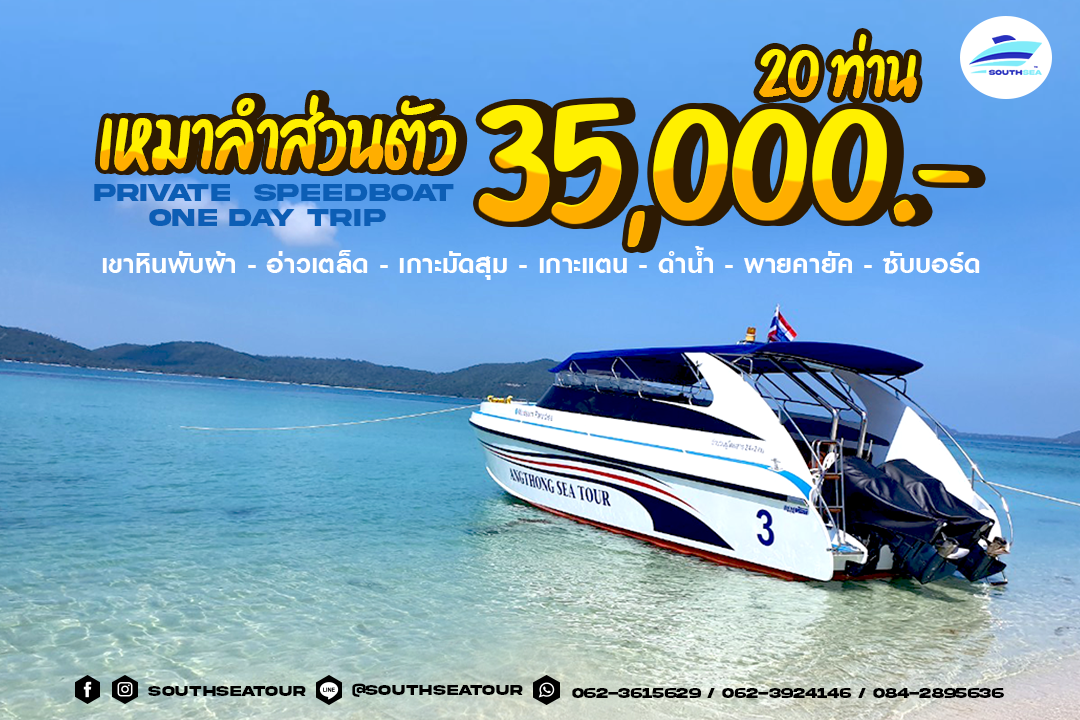 20 ท่าน
SOUTHSEA
เหมาลำส่วนตัว 35,000.-
PRIVATE SPEEDBOAT
ONE DAY TRIP
เขาหินพับผ้า - อ่าวเตล็ด - เกาะมัดสุม - เกาะแตน - ดำน้ำ - พายคายัค - ซับบอร์ด
ANGTHONG SEA TOUR
3
SOUTHSEATOUR LINE @SOUTHSEATOUR 062-3615629 / 062-3924146 / 084-2895636